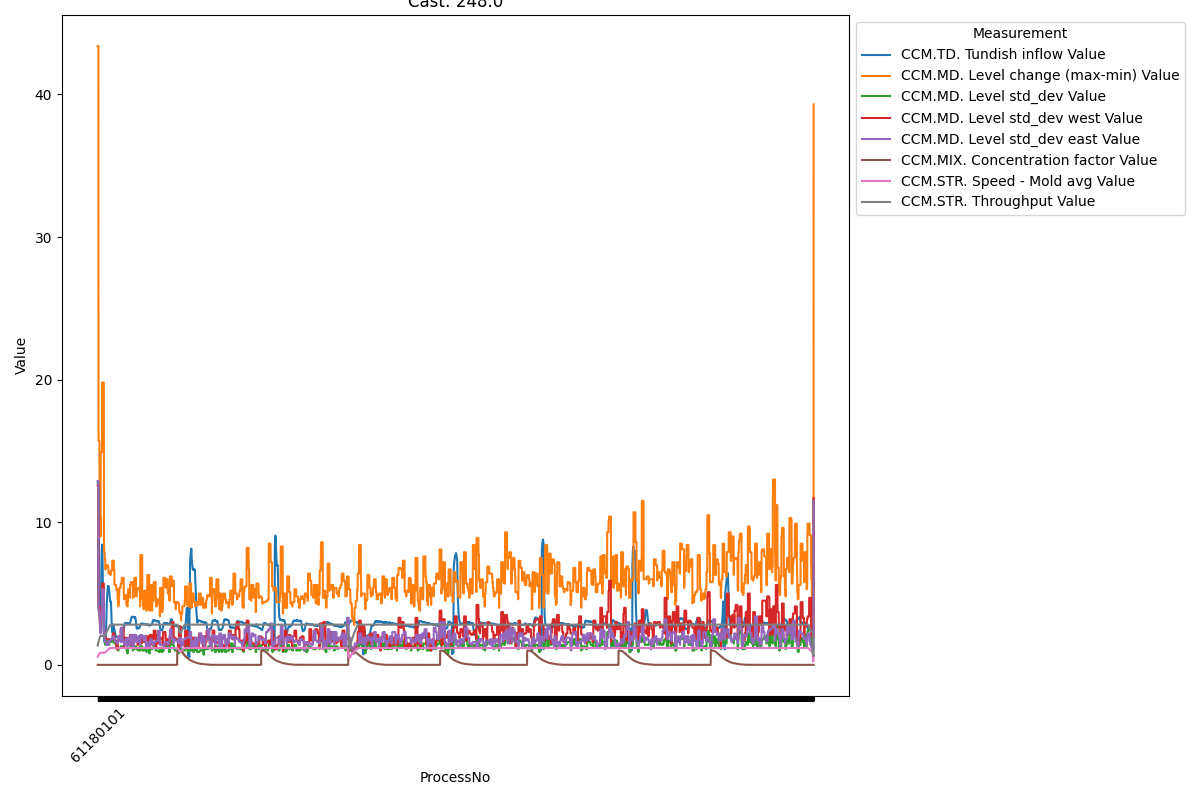 Cast: 248.0
Measurement
CCM.TD. Tundish inflow Value
CCM.MD. Level change (max-min) Value
CCM.MD. Level std_dev Value
CCM.MD. Level std_dev west Value
CCM.MD. Level std_dev east Value
CCM.MIX. Concentration factor Value
CCM.STR. Speed - Mold avg Value
CCM.STR. Throughput Value
40
30
20
10
0
Value
61180101
ProcessNo